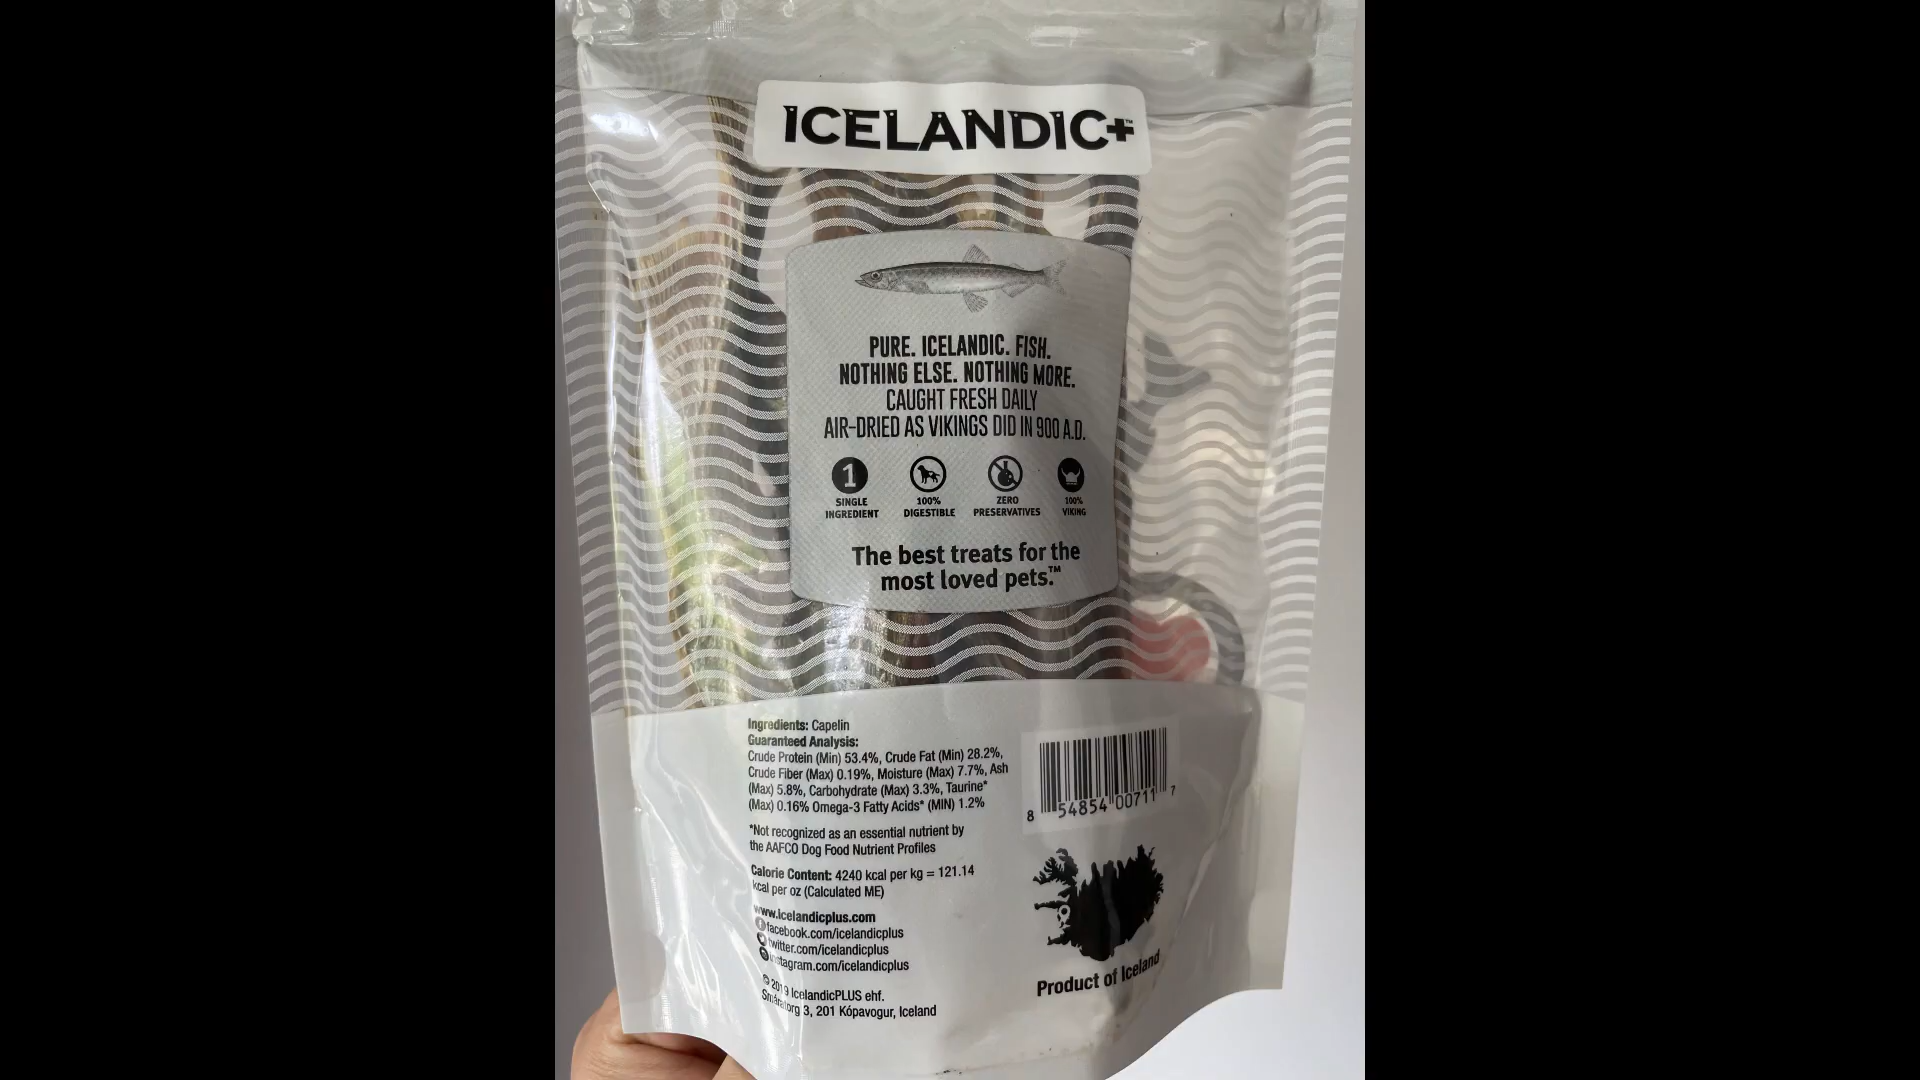 ICELANDIC+™
PURE. ICELANDIC. FISH.
NOTHING ELSE. NOTHING MORE.
CAUGHT FRESH DAILY
AIR-DRIED AS VIKINGS DID IN 900 A.D.
1
SINGLE
INGREDIENT
100%
DIGESTIBLE
ZERO
PRESERVATIVES
100%
VIKING
The best treats for the
most loved pets.™
Ingredients: Capelin
Guaranteed Analysis:
Crude Protein (Min) 53.4%, Crude Fat (Min) 28.2%,
Crude Fiber (Max) 0.19%, Moisture (Max) 7.7%, Ash
(Max) 5.8%, Carbohydrate (Max) 3.3%, Taurine*
(Max) 0.16% Omega-3 Fatty Acids* (MIN) 1.2%
*Not recognized as an essential nutrient by
the AAFCO Dog Food Nutrient Profiles
Calorie Content: 4240 kcal per kg = 121.14
kcal per oz (Calculated ME)
www.icelandicplus.com
facebook.com/icelandicplus
twitter.com/icelandicplus
instagram.com/icelandicplus
© 2019 IcelandicPLUS ehf.
Smáratorg 3, 201 Kópavogur, Iceland
8 54854 00711 7
Product of Iceland